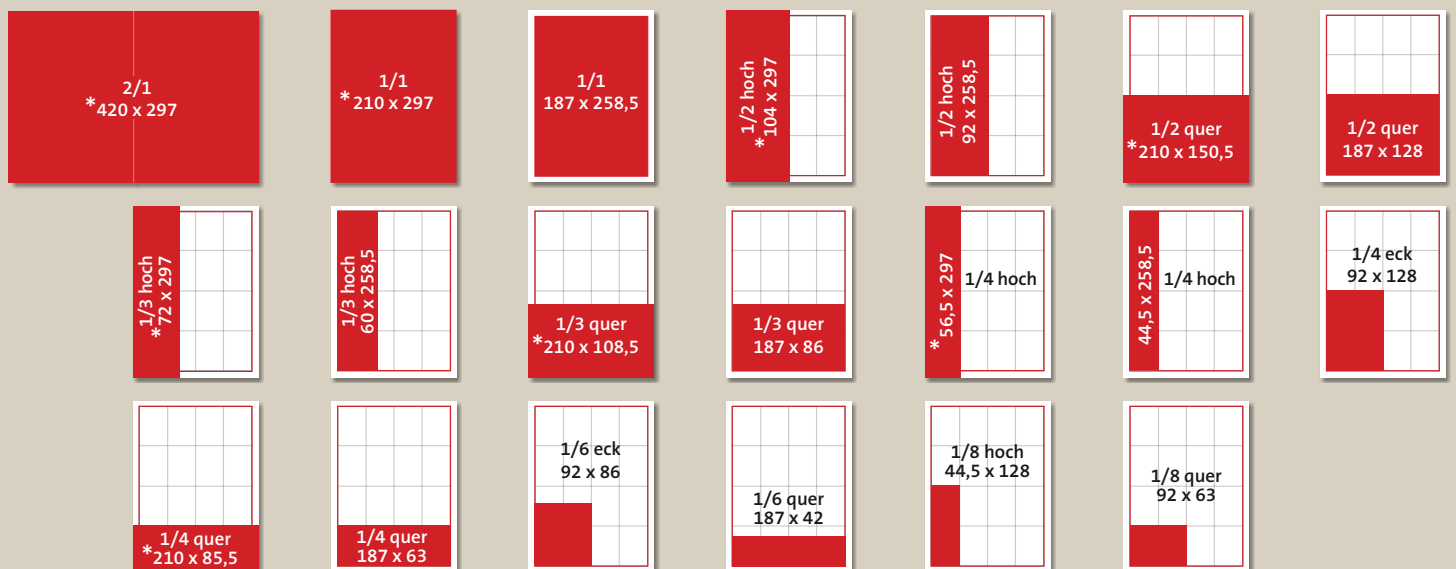 2/1
*420 x 297
1/1
*210 x 297
1/1
187 x 258,5
1/2 hoch
*104 x 297
1/2 hoch
92 x 258,5
1/2 quer
*210 x 150,5
1/2 quer
187 x 128
1/3 hoch
*72 x 297
1/3 hoch
60 x 258,5
1/3 quer
*210 x 108,5
1/3 quer
187 x 86
*56,5 x 297
1/4 hoch
44,5 x 258,5
1/4 hoch
1/4 eck
92 x 128
1/4 quer
*210 x 85,5
1/4 quer
187 x 63
1/6 eck
92 x 86
1/6 quer
187 x 42
1/8 hoch
44,5 x 128
1/8 quer
92 x 63